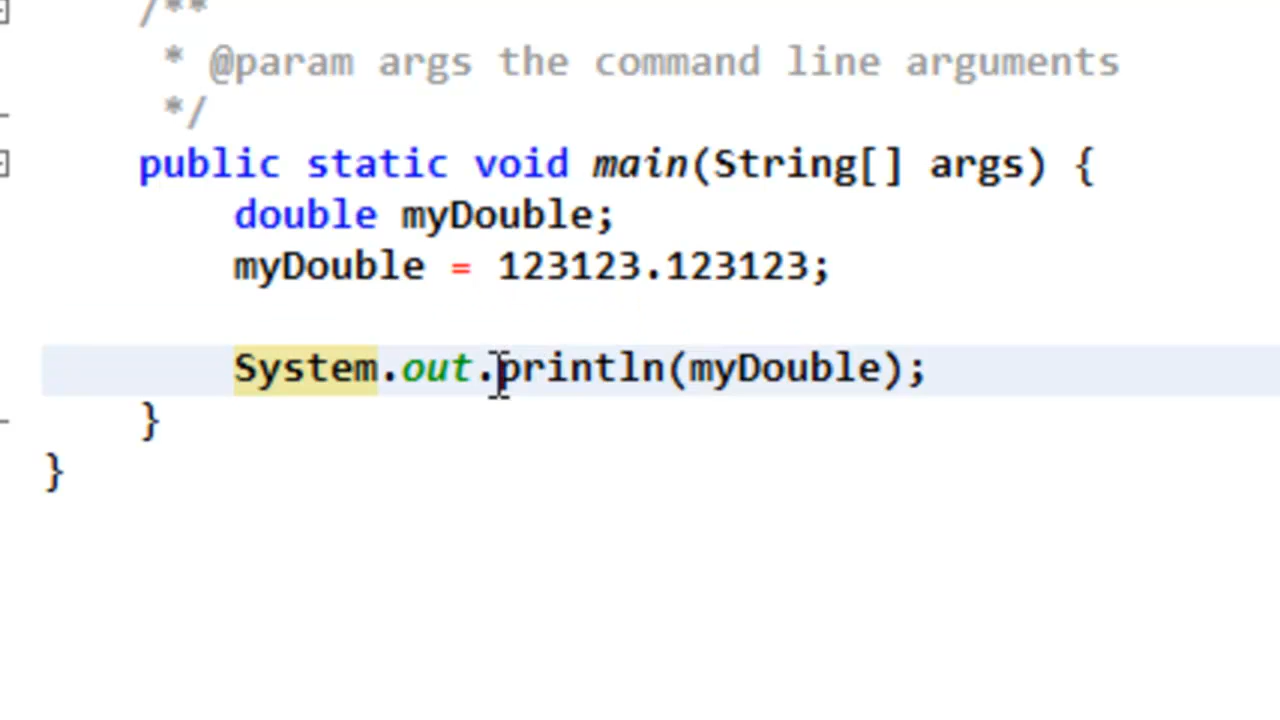 /**
* @param args the command line arguments
*/
public static void main(String[] args) {
double myDouble;
myDouble = 123123.123123;
System.out.println(myDouble);
}
}